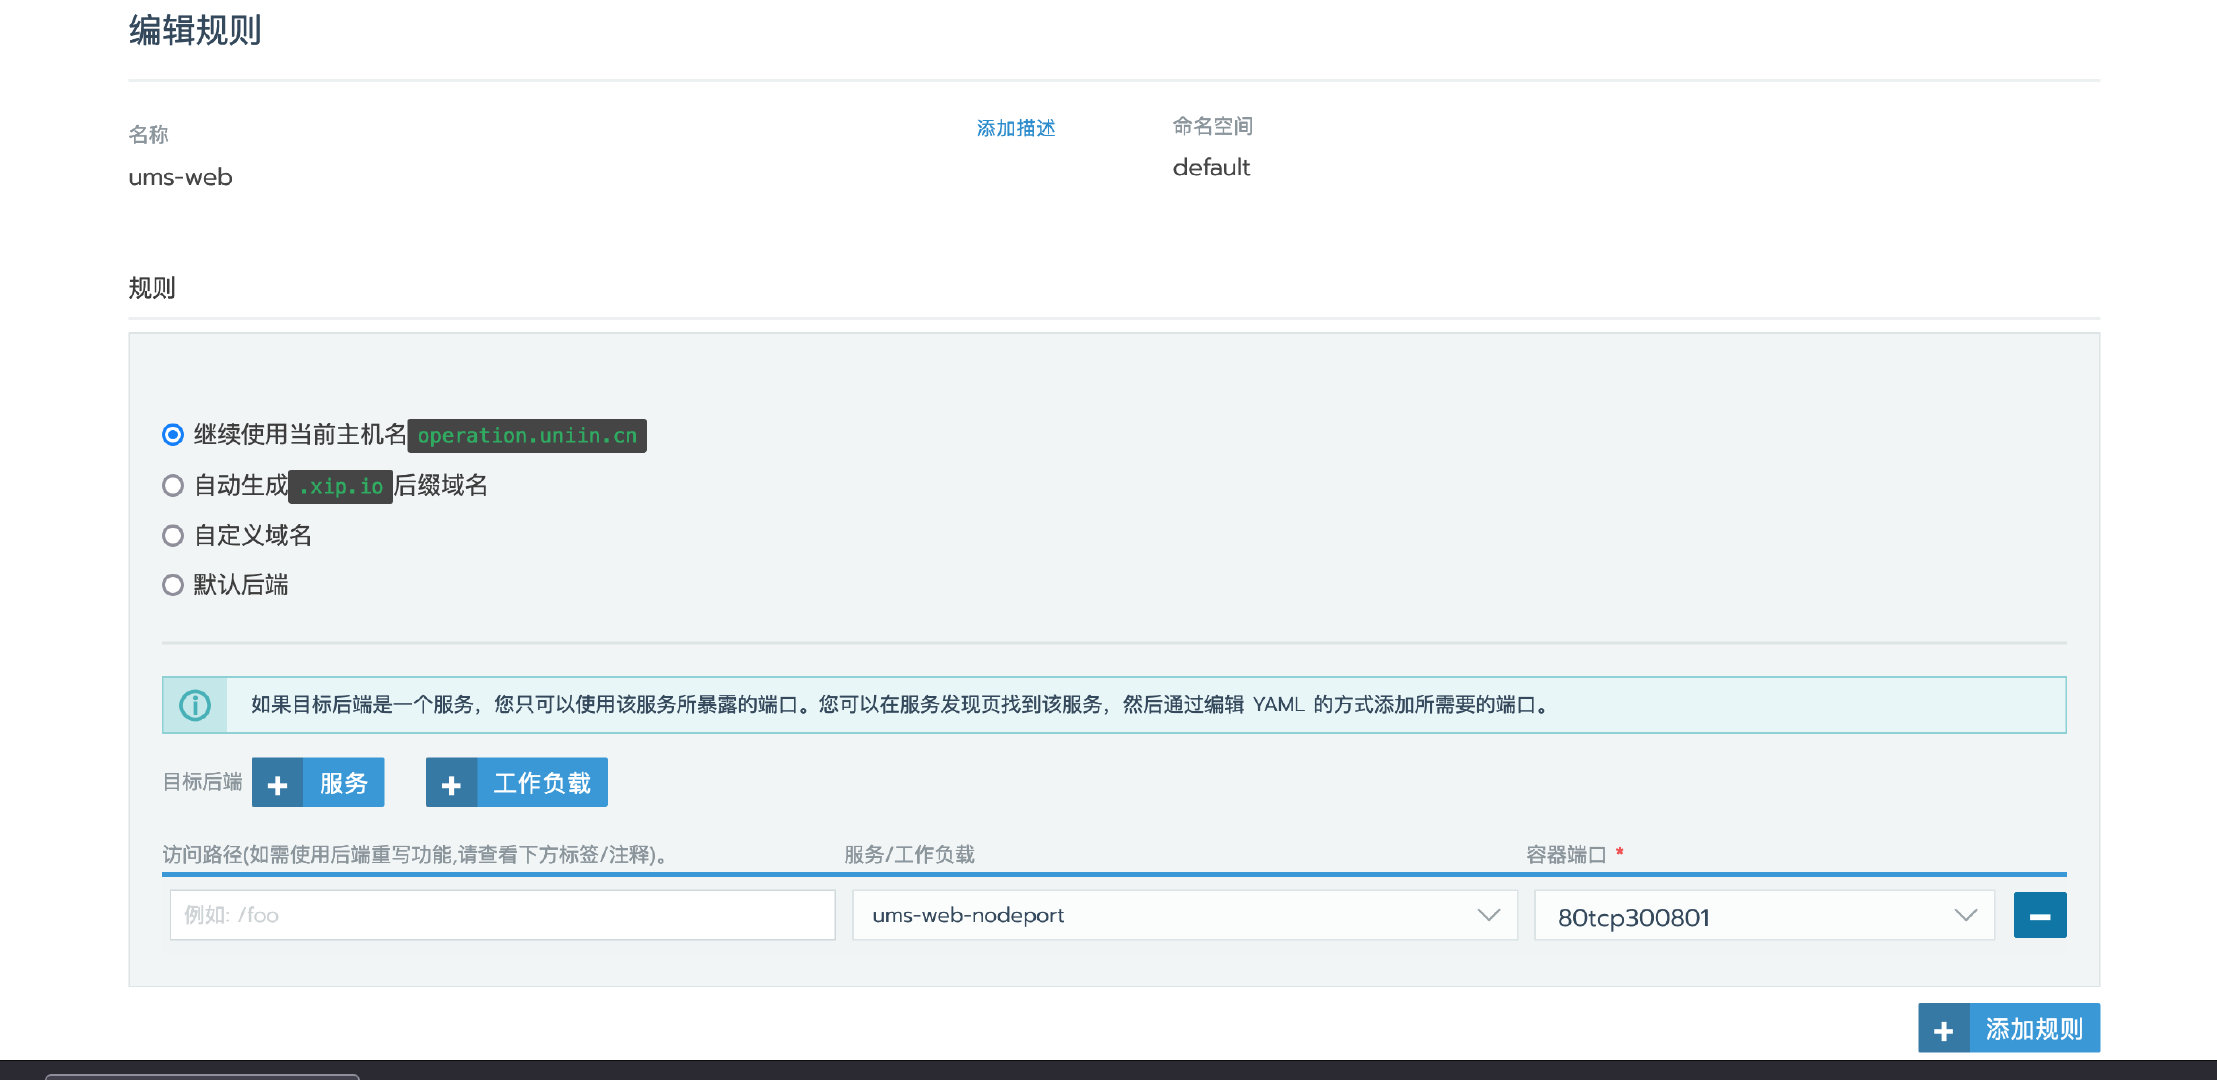 编辑规则
名称
添加描述
命名空间
ums-web
default
规则
继续使用当前主机名 operation.uniin.cn
自动生成 .xip.io 后缀域名
自定义域名
默认后端
如果目标后端是一个服务，您只可以使用该服务所暴露的端口。您可以在服务发现页找到该服务，然后通过编辑 YAML 的方式添加所需要的端口。
目标后端 + 服务 + 工作负载
访问路径(如需使用后端重写功能,请查看下方标签/注释)。 服务/工作负载 容器端口 *
例如: /foo ums-web-nodeport 80tcp300801
+ 添加规则